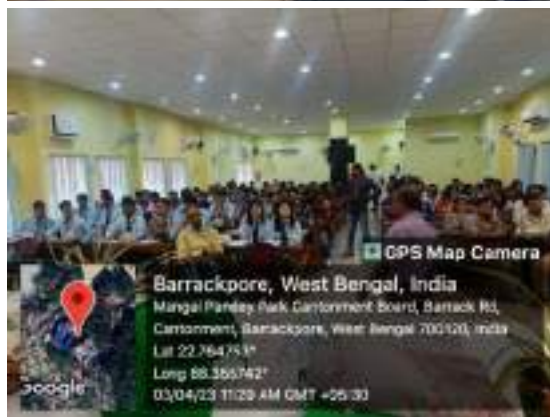 GPS Map Camera
Barrackpore, West Bengal, India
Mangal Pandey Park Cantonment Board, Barrack Rd,
Cantonment, Barrackpore, West Bengal 700120, India
Lat 22.764753°
Long 88.355742°
03/04/23 11:29 AM GMT +05:30
Google